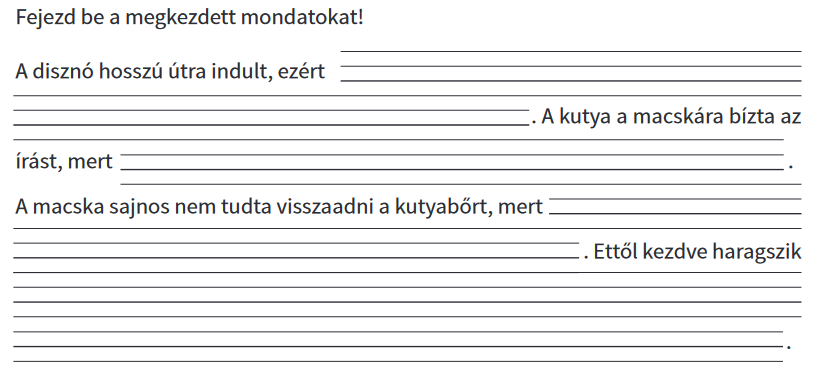 Fejezd be a megkezdett mondatokat!
A disznó hosszú útra indult, ezért
. A kutya a macskára bízta az
írást, mert .
A macska sajnos nem tudta visszaadni a kutyabőrt, mert
. Ettől kezdve haragszik
.